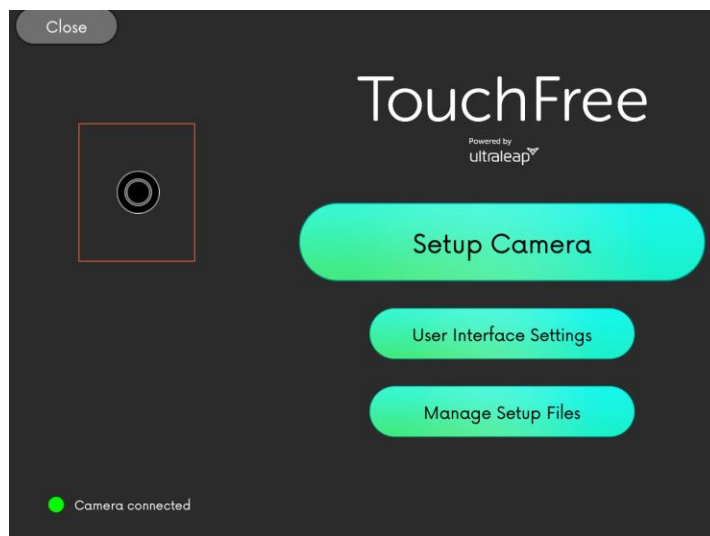 Close
TouchFree
Powered by
ultraleap
Setup Camera
User Interface Settings
Manage Setup Files
Camera connected